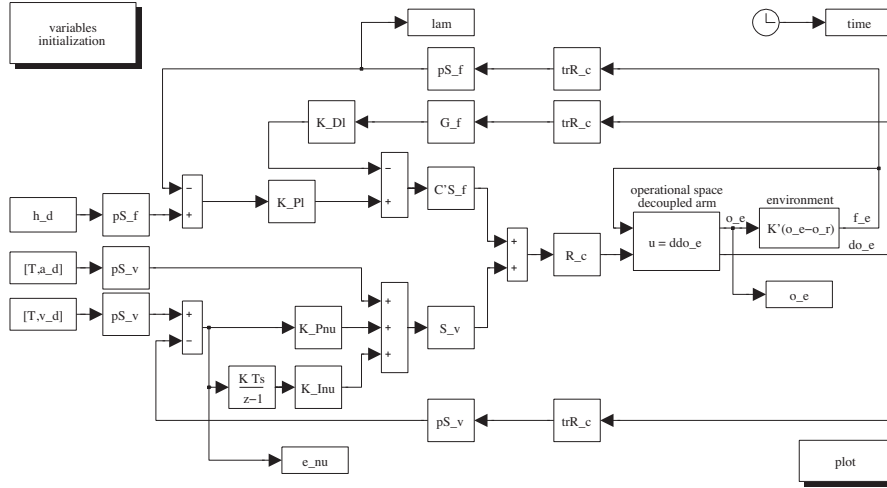 variables
initialization
lam
time
pS_f
trR_c
K_Dl
G_f
trR_c
−
−
+
K_Pl
−
+
C'S_f
h_d
pS_f
operational space
decoupled arm
u = ddo_e
o_e
environment
K'(o_e−o_r)
f_e
do_e
+
+
R_c
[T,a_d]
pS_v
o_e
[T,v_d]
pS_v
+
−
K_Pnu
+
+
+
S_v
K Ts
z−1
K_Inu
pS_v
trR_c
e_nu
plot